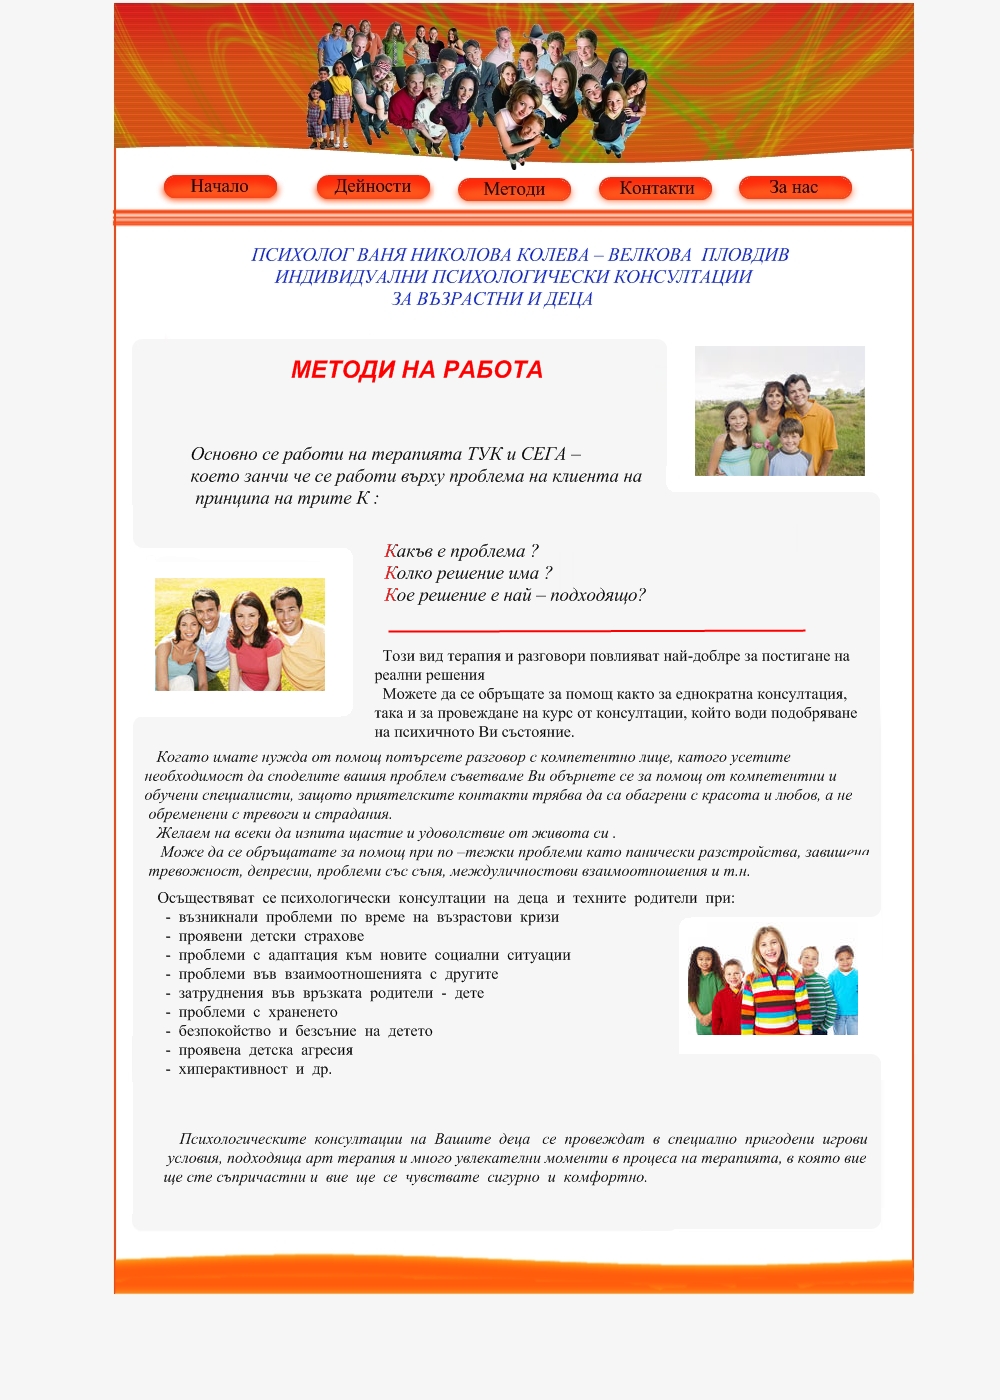 Начало
Дейности
Методи
Контакти
За нас
ПСИХОЛОГ ВАНЯ НИКОЛОВА КОЛЕВА – ВЕЛКОВА ПЛОВДИВ
ИНДИВИДУАЛНИ ПСИХОЛОГИЧЕСКИ КОНСУЛТАЦИИ
ЗА ВЪЗРАСТНИ И ДЕЦА
МЕТОДИ НА РАБОТА
Основно се работи на терапията ТУК и СЕГА –
което занчи че се работи върху проблема на клиента на
принципа на трите К :
Какъв е проблема ?
Колко решение има ?
Кое решение е най – подходящо?
Този вид терапия и разговори повлияват най-доблре за постигане на
реални решения
Можете да се обръщате за помощ както за еднократна консултация,
така и за провеждане на курс от консултации, който води подобряване
на психичното Ви състояние.
Когато имате нужда от помощ потърсете разговор с компетентно лице, катого усетите
необходимост да споделите вашия проблем съветваме Ви обърнете се за помощ от компетентни и
обучени специалисти, защото приятелските контакти трябва да са обагрени с красота и любов, а не
обременени с тревоги и страдания.
Желаем на всеки да изпита щастие и удоволствие от живота си .
Може да се обръщатате за помощ при по –тежки проблеми като панически разстройства, завишена
тревожност, депресии, проблеми със съня, междуличностови взаимоотношения и т.н.
Осъществяват се психологически консултации на деца и техните родители при:
- възникнали проблеми по време на възрастови кризи
- проявени детски страхове
- проблеми с адаптация към новите социални ситуации
- проблеми във взаимоотношенията с другите
- затруднения във връзката родители - дете
- проблеми с храненето
- безпокойство и безсъние на детето
- проявена детска агресия
- хиперактивност и др.
Психологическите консултации на Вашите деца се провеждат в специално пригодени игрови
условия, подходяща арт терапия и много увлекателни моменти в процеса на терапията, в която вие
ще сте съпричастни и вие ще се чувствате сигурно и комфортно.